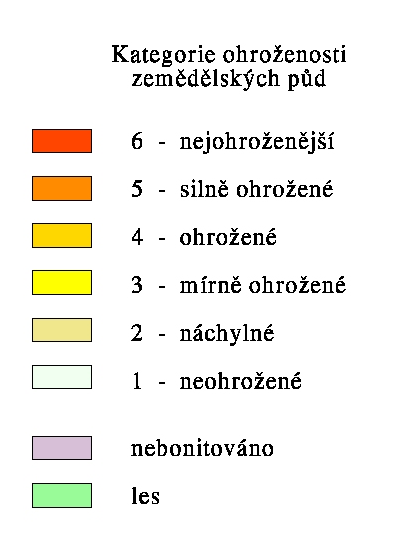 Kategorie ohroženosti
zemědělských půd
6 - nejohroženější
5 - silně ohrožené
4 - ohrožené
3 - mírně ohrožené
2 - náchylné
1 - neohrožené
nebonitováno
les